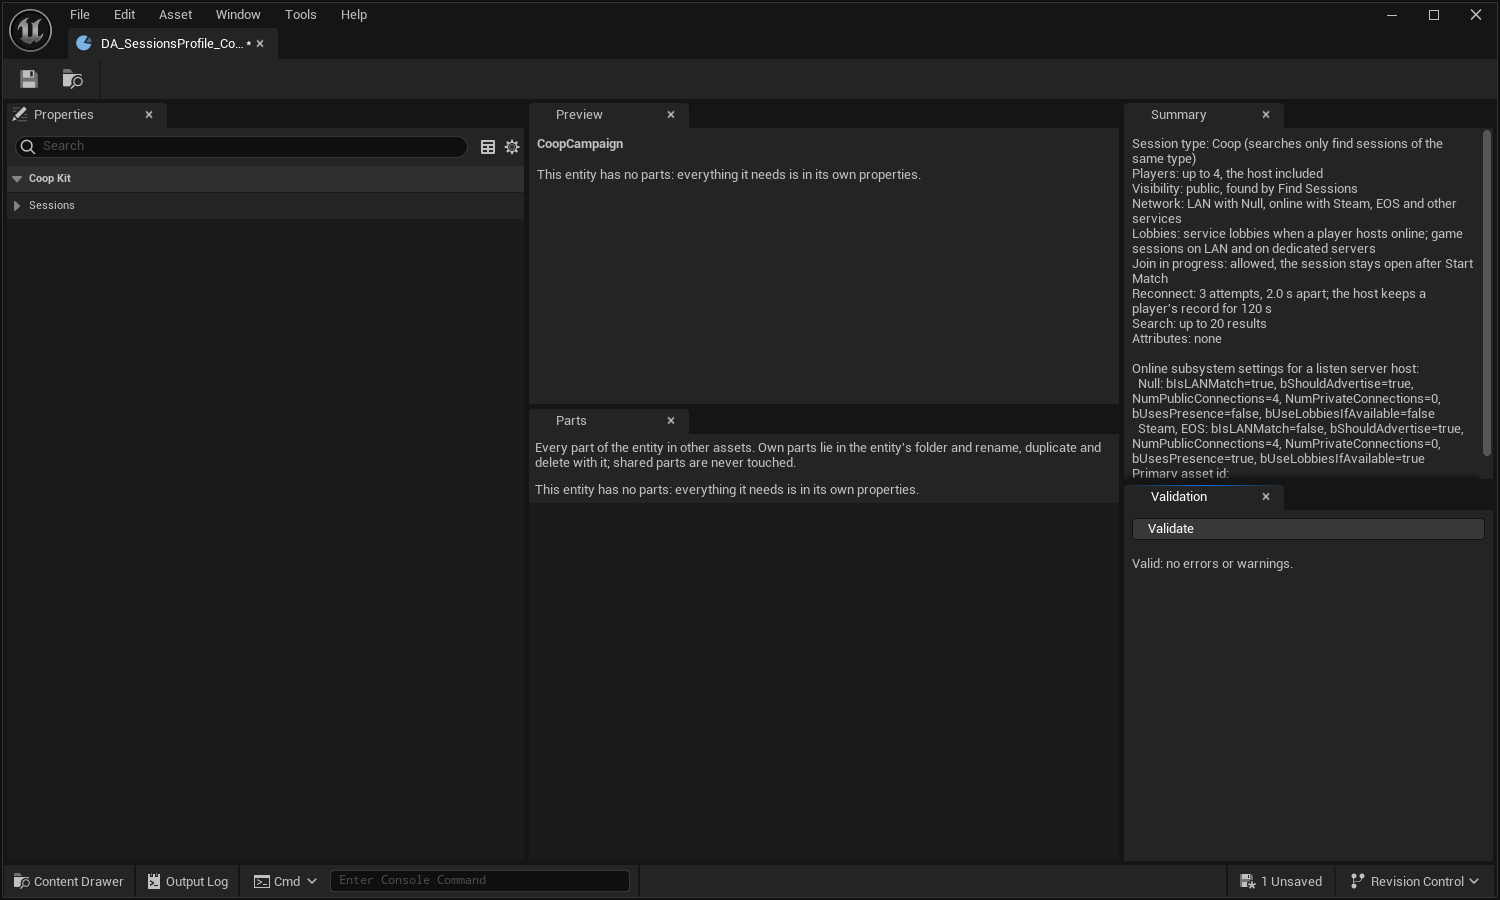 File Edit Asset Window Tools Help
DA_SessionsProfile_Co... •
Properties
Search
Coop Kit
Sessions
Preview
CoopCampaign
This entity has no parts: everything it needs is in its own properties.
Parts
Every part of the entity in other assets. Own parts lie in the entity's folder and rename, duplicate and
delete with it; shared parts are never touched.
This entity has no parts: everything it needs is in its own properties.
Summary
Session type: Coop (searches only find sessions of the
same type)
Players: up to 4, the host included
Visibility: public, found by Find Sessions
Network: LAN with Null, online with Steam, EOS and other
services
Lobbies: service lobbies when a player hosts online; game
sessions on LAN and on dedicated servers
Join in progress: allowed, the session stays open after Start
Match
Reconnect: 3 attempts, 2.0 s apart; the host keeps a
player's record for 120 s
Search: up to 20 results
Attributes: none
Online subsystem settings for a listen server host:
Null: bIsLANMatch=true, bShouldAdvertise=true,
NumPublicConnections=4, NumPrivateConnections=0,
bUsesPresence=false, bUseLobbiesIfAvailable=false
Steam, EOS: bIsLANMatch=false, bShouldAdvertise=true,
NumPublicConnections=4, NumPrivateConnections=0,
bUsesPresence=true, bUseLobbiesIfAvailable=true
Primary asset id:
Validation
Validate
Valid: no errors or warnings.
Content Drawer Output Log Cmd Enter Console Command 1 Unsaved Revision Control